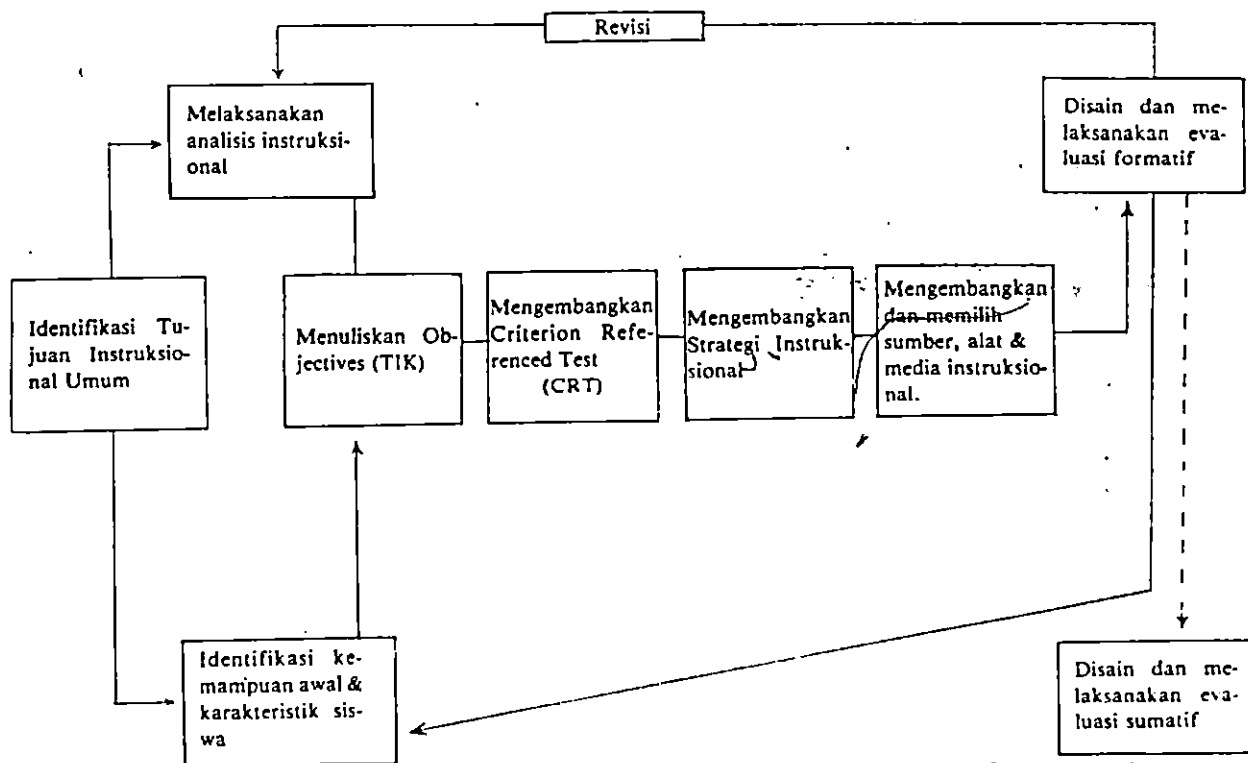 Revisi
Melaksanakan
analisis instruksi-
onal
Disain dan me-
laksanakan eva-
luasi formatif
Identifikasi Tu-
juan Instruksi-
onal Umum
Menuliskan Ob-
jectives (TIK)
Mengembangkan
Criterion Refe-
renced Test
(CRT)
Mengembangkan
Strategi Instruk-
sional
Mengembangkan
dan memilih
sumber, alat &
media instruksio-
nal.
Identifikasi ke-
mampuan awal &
karakteristik sis-
wa
Disain dan me-
laksanakan eva-
luasi sumatif